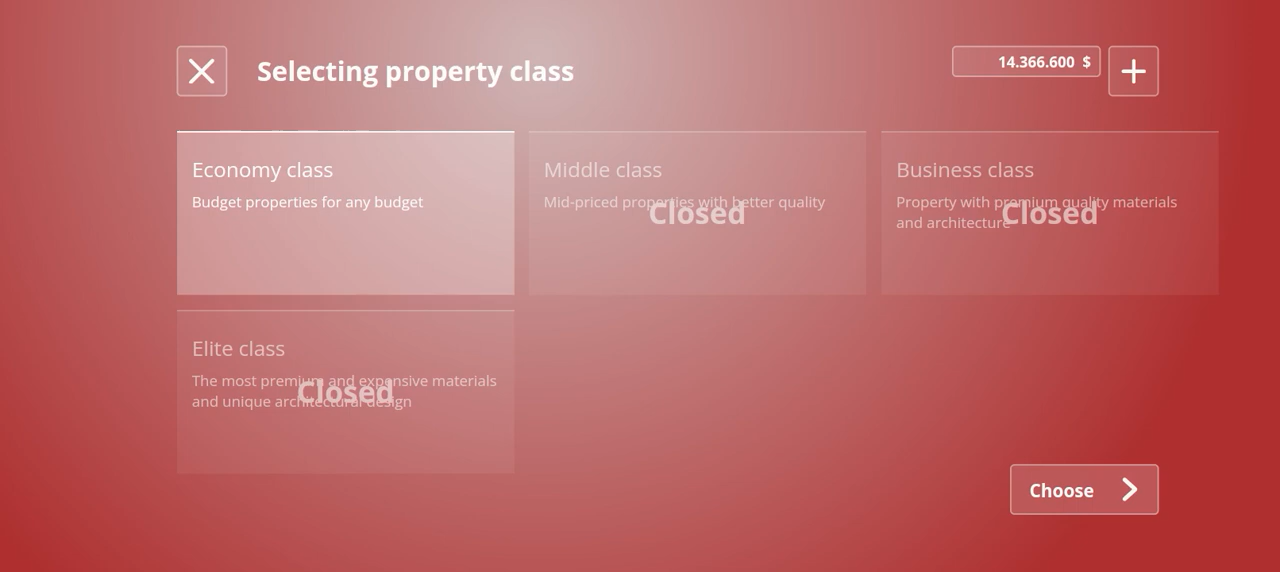 Selecting property class
14.366.600 $
Economy class
Budget properties for any budget
Middle class
Mid-priced properties with better quality
Closed
Business class
Property with premium quality materials
and architecture
Closed
Elite class
The most premium and expensive materials
and unique architectural design
Closed
Choose